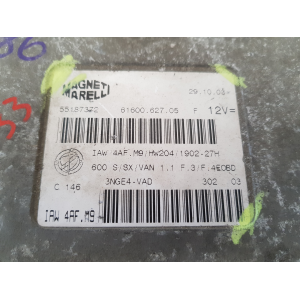 MAGNETI
MARELLI
29.10.03
55187372 61600.627.05 F 12V=
IAW 4AF.M9/HW204/1902-27H
600 S/SX/VAN 1.1 F.3/F.4EOBC
C 146 3NGE4-VAD 302 03
IAW 4AF.M9